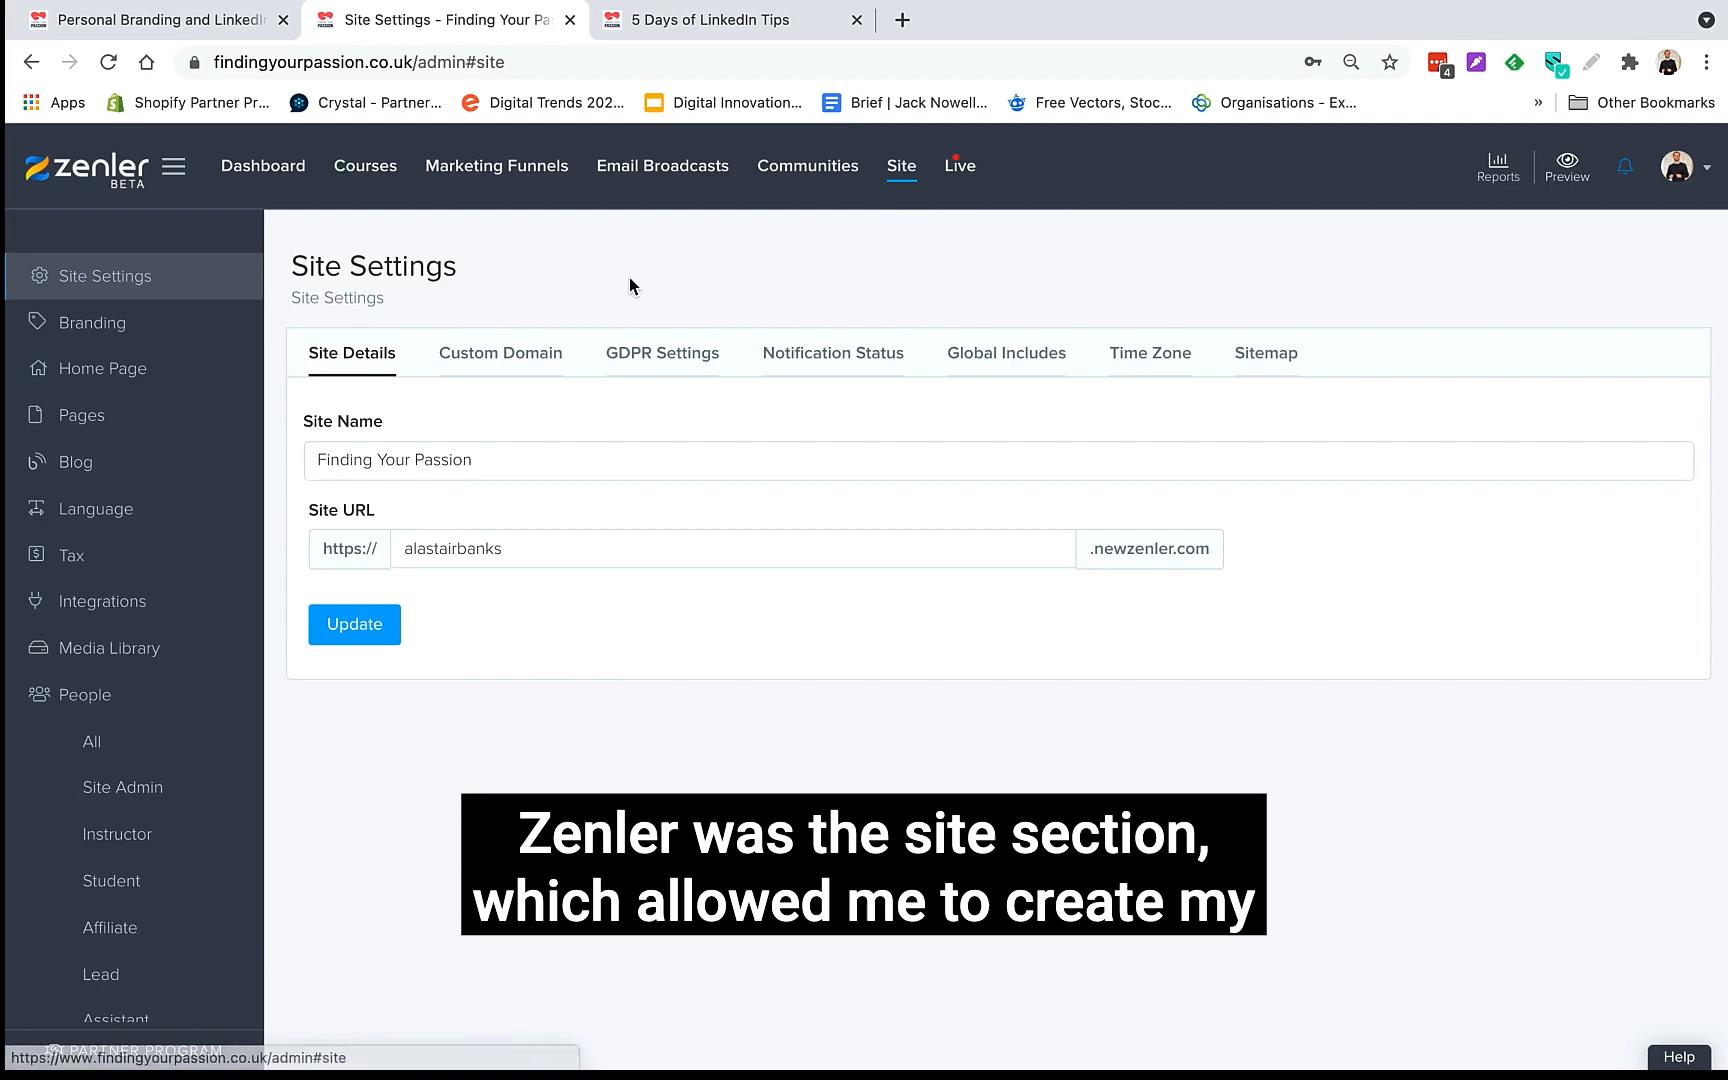 Personal Branding and LinkedIn
Site Settings - Finding Your Pa
5 Days of LinkedIn Tips
findingyourpassion.co.uk/admin#site
4
Apps
Shopify Partner Pr...
Crystal - Partner...
Digital Trends 202...
Digital Innovation...
Brief | Jack Nowell...
Free Vectors, Stoc...
Organisations - Ex...
»
Other Bookmarks
zenler
BETA
Dashboard
Courses
Marketing Funnels
Email Broadcasts
Communities
Site
Live
Reports
Preview
Site Settings
Branding
Home Page
Pages
Blog
Language
Tax
Integrations
Media Library
People
All
Site Admin
Instructor
Student
Affiliate
Lead
Assistant
PARTNER PROGRAM
https://www.findingyourpassion.co.uk/admin#site
Site Settings
Site Settings
Site Details
Custom Domain
GDPR Settings
Notification Status
Global Includes
Time Zone
Sitemap
Site Name
Finding Your Passion
Site URL
https://
alastairbanks
.newzenler.com
Update
Zenler was the site section,
which allowed me to create my
Help